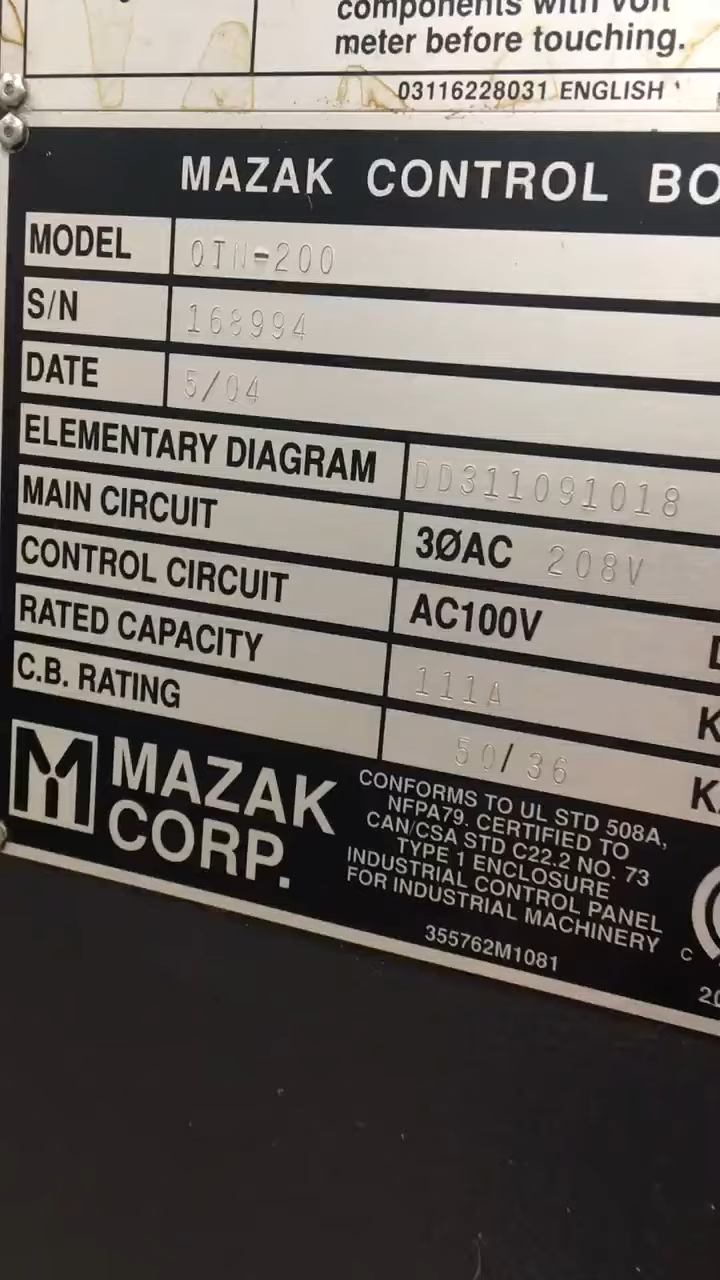 components with volt
meter before touching.
03116228031 ENGLISH
MAZAK CONTROL BO
MODEL QTN-200
S/N 168994
DATE 5/04
ELEMENTARY DIAGRAM DD311091018
MAIN CIRCUIT 3ØAC 208V
CONTROL CIRCUIT AC100V
RATED CAPACITY 111A K
C.B. RATING 50/36 K
MAZAK
CORP.
CONFORMS TO UL STD 508A,
NFPA79. CERTIFIED TO
CAN/CSA STD C22.2 NO. 73
TYPE 1 ENCLOSURE
INDUSTRIAL CONTROL PANEL
FOR INDUSTRIAL MACHINERY
C
355762M1081
20